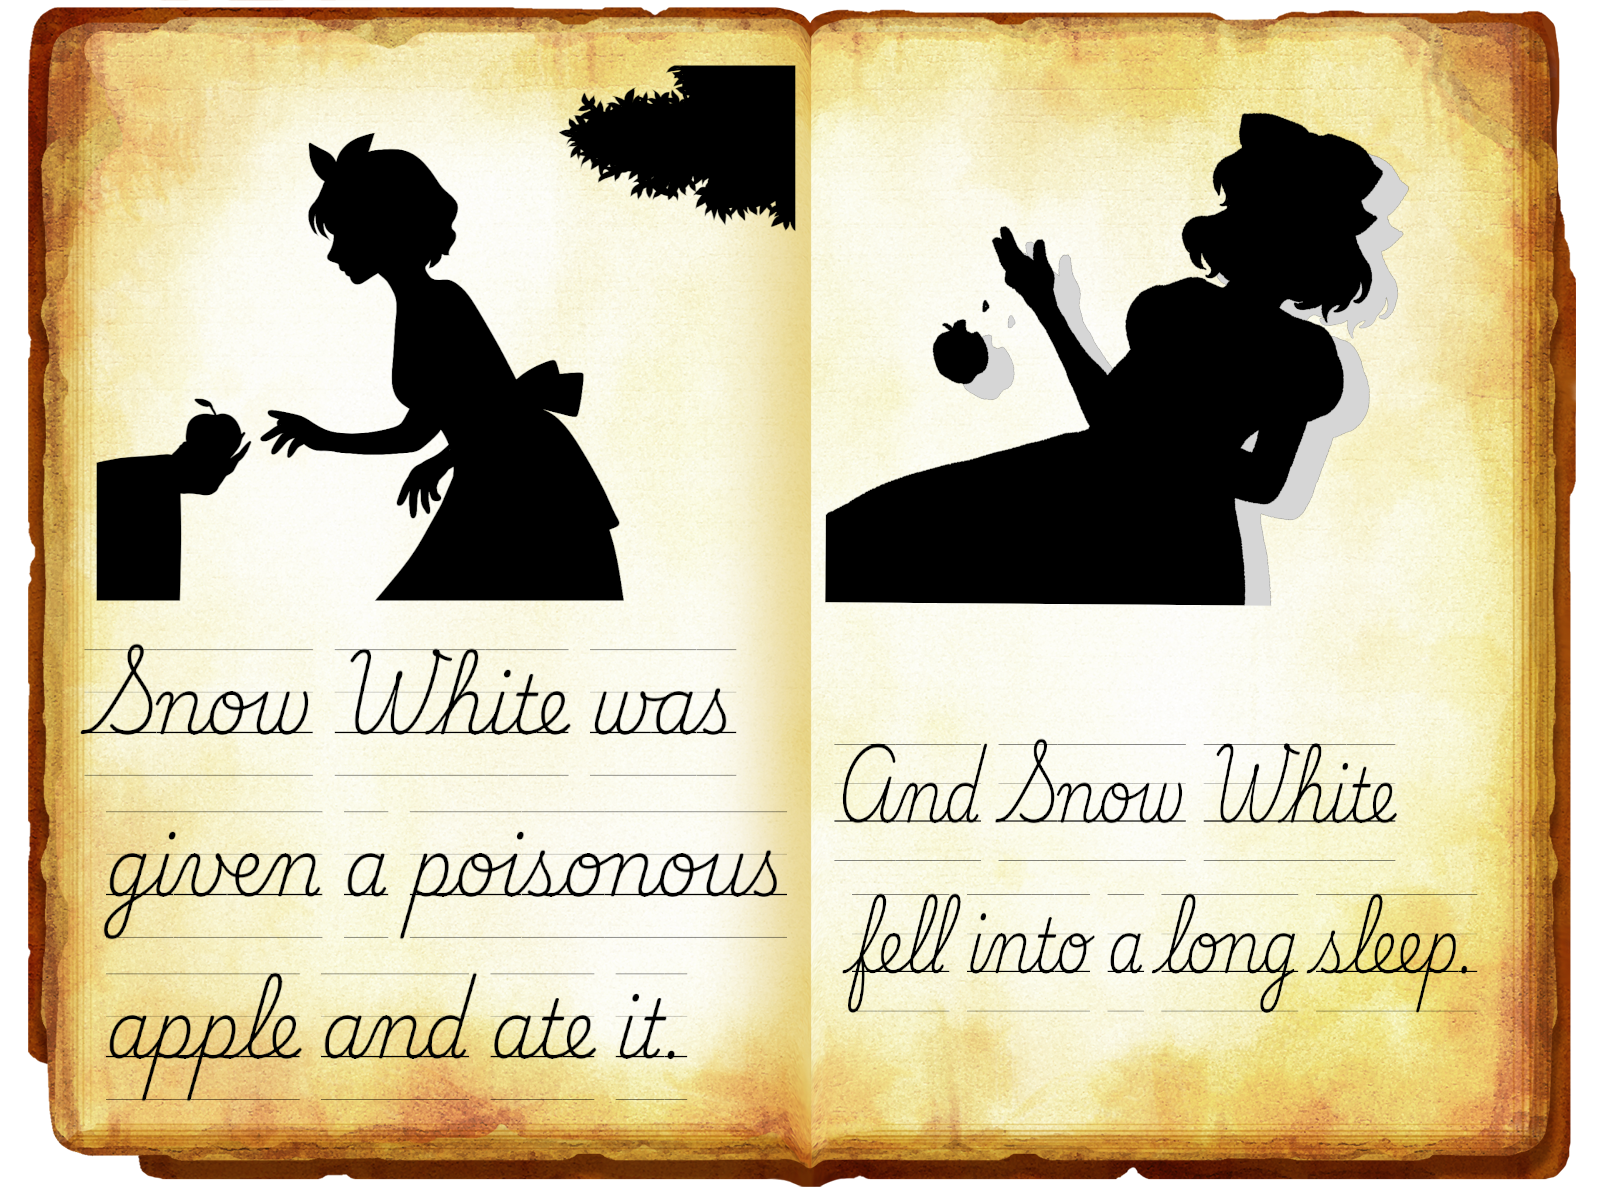 Snow White was
given a poisonous
apple and ate it.
And Snow White
fell into a long sleep.